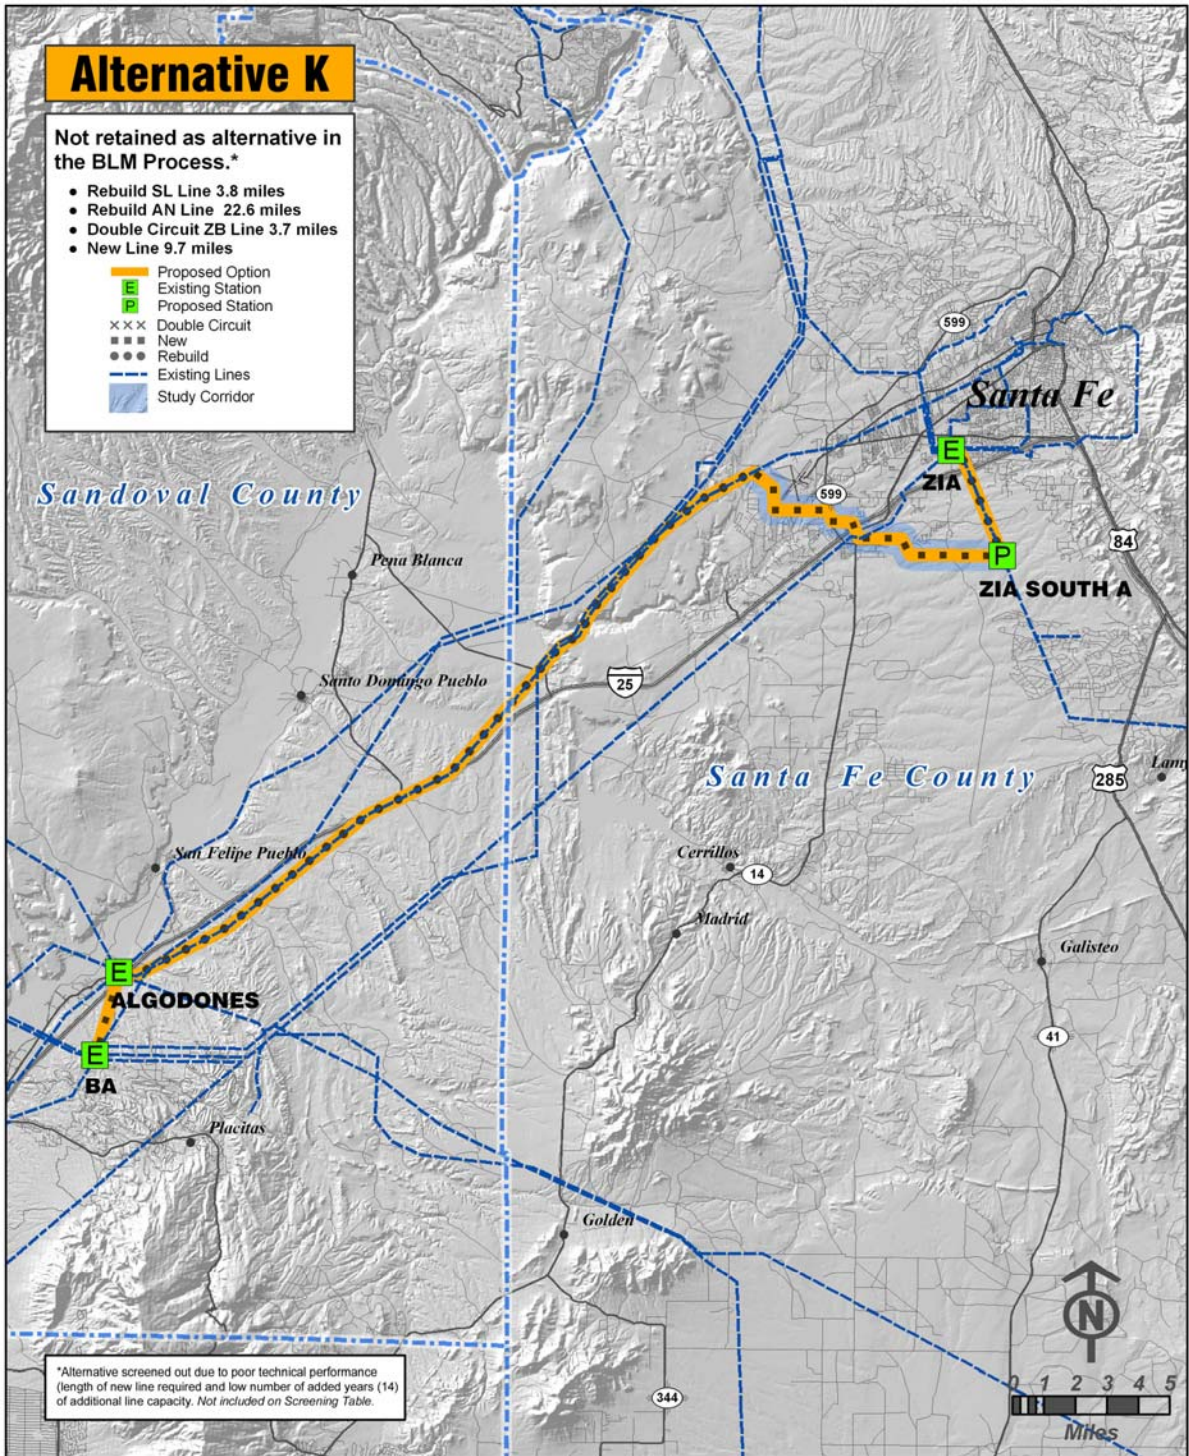 Alternative K
Not retained as alternative in
the BLM Process.*
● Rebuild SL Line 3.8 miles
● Rebuild AN Line 22.6 miles
● Double Circuit ZB Line 3.7 miles
● New Line 9.7 miles
Proposed Option
E Existing Station
P Proposed Station
Double Circuit
New
Rebuild
Existing Lines
Study Corridor
599
Santa Fe
E
ZIA
Sandoval County
599
84
P
ZIA SOUTH A
Pena Blanca
Santo Domingo Pueblo
25
Santa Fe County
285
Lamy
San Felipe Pueblo
Cerrillos
14
Madrid
Galisteo
E
ALGODONES
41
E
BA
Placitas
Golden
N
*Alternative screened out due to poor technical performance
(length of new line required and low number of added years (14)
of additional line capacity. Not included on Screening Table.
344
0 1 2 3 4 5
Miles